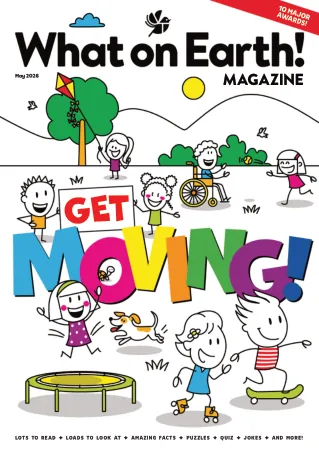 10 MAJOR
AWARDS!
What on Earth!
May 2026
MAGAZINE
GET
MOVING!
LOTS TO READ + LOADS TO LOOK AT + AMAZING FACTS + PUZZLES + QUIZ + JOKES + AND MORE!